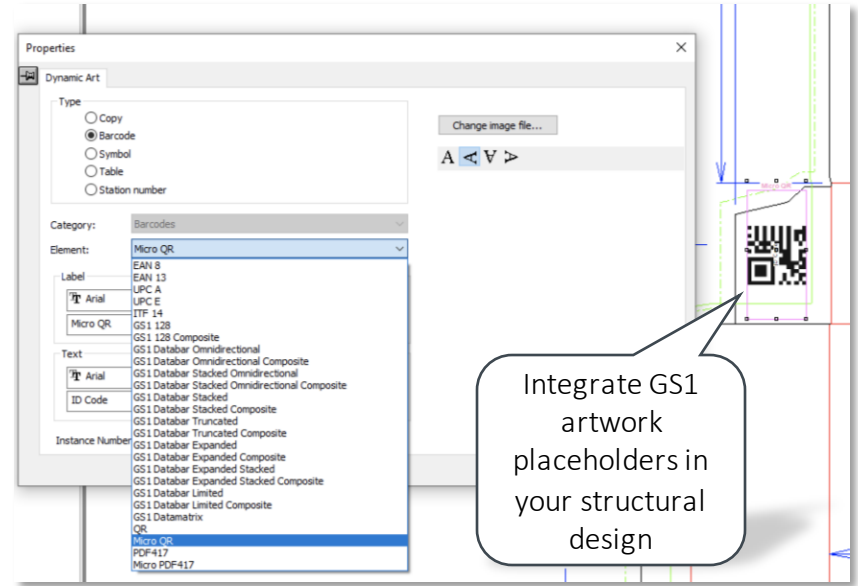 Properties
Dynamic Art
Type
Copy
Barcode
Symbol
Table
Station number
Change image file...
A A A A
Category: Barcodes
Element: Micro QR
EAN 8
EAN 13
UPC A
UPC E
ITF 14
GS1 128
GS1 128 Composite
GS1 Databar Omnidirectional
GS1 Databar Omnidirectional Composite
GS1 Databar Stacked Omnidirectional
GS1 Databar Stacked Omnidirectional Composite
GS1 Databar Stacked
GS1 Databar Stacked Composite
GS1 Databar Truncated
GS1 Databar Truncated Composite
GS1 Databar Expanded
GS1 Databar Expanded Composite
GS1 Databar Expanded Stacked
GS1 Databar Expanded Stacked Composite
GS1 Databar Limited
GS1 Databar Limited Composite
GS1 Datamatrix
QR
Micro QR
PDF417
Micro PDF417
Label
Arial
Micro QR
Text
Arial
ID Code
Instance Number
Micro QR
Integrate GS1
artwork
placeholders in
your structural
design